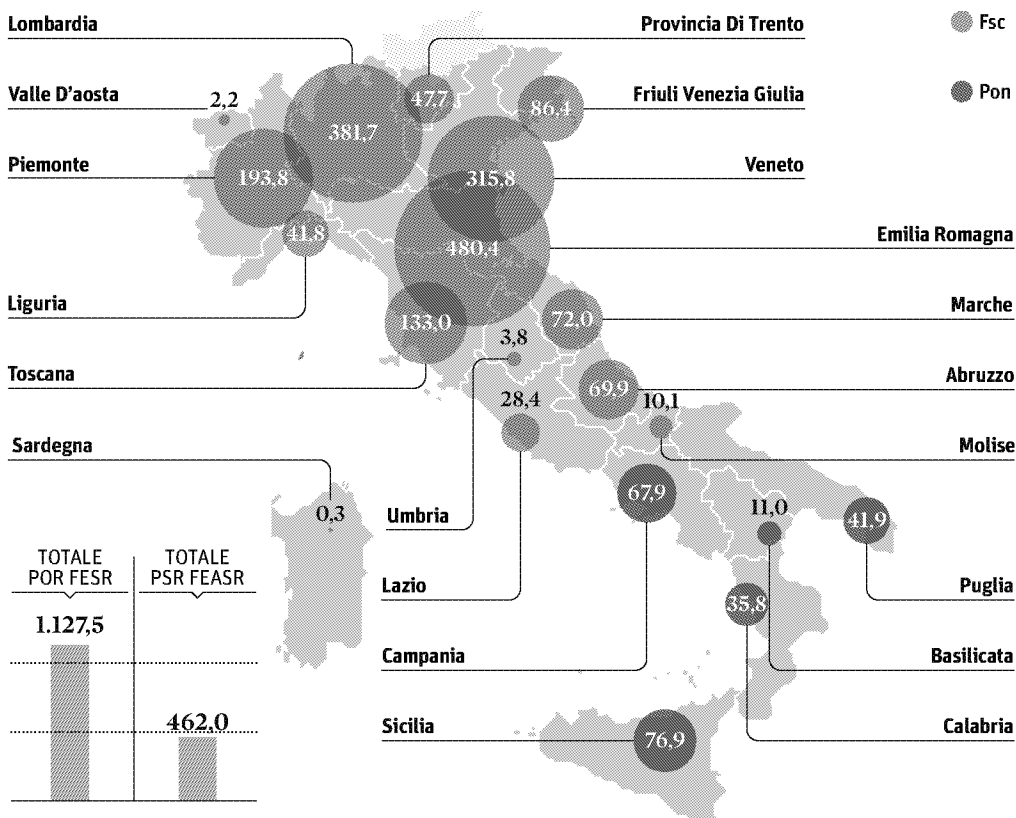 Lombardia
Provincia Di Trento
Fsc
Valle D'aosta
2,2
47,7
86,4
Friuli Venezia Giulia
Pon
381,7
Piemonte
193,8
315,8
Veneto
41,8
480,4
Emilia Romagna
Liguria
133,0
72,0
Marche
3,8
Toscana
69,9
Abruzzo
28,4
10,1
Sardegna
Molise
0,3
Umbria
67,9
11,0
41,9
TOTALE
POR FESR
TOTALE
PSR FEASR
Lazio
35,8
Puglia
1.127,5
Campania
Basilicata
462,0
Sicilia
76,9
Calabria